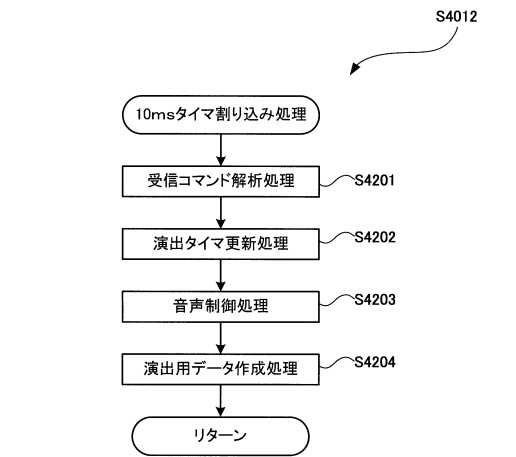 S4012
10msタイマ割り込み処理
受信コマンド解析処理
S4201
演出タイマ更新処理
S4202
音声制御処理
S4203
演出用データ作成処理
S4204
リターン